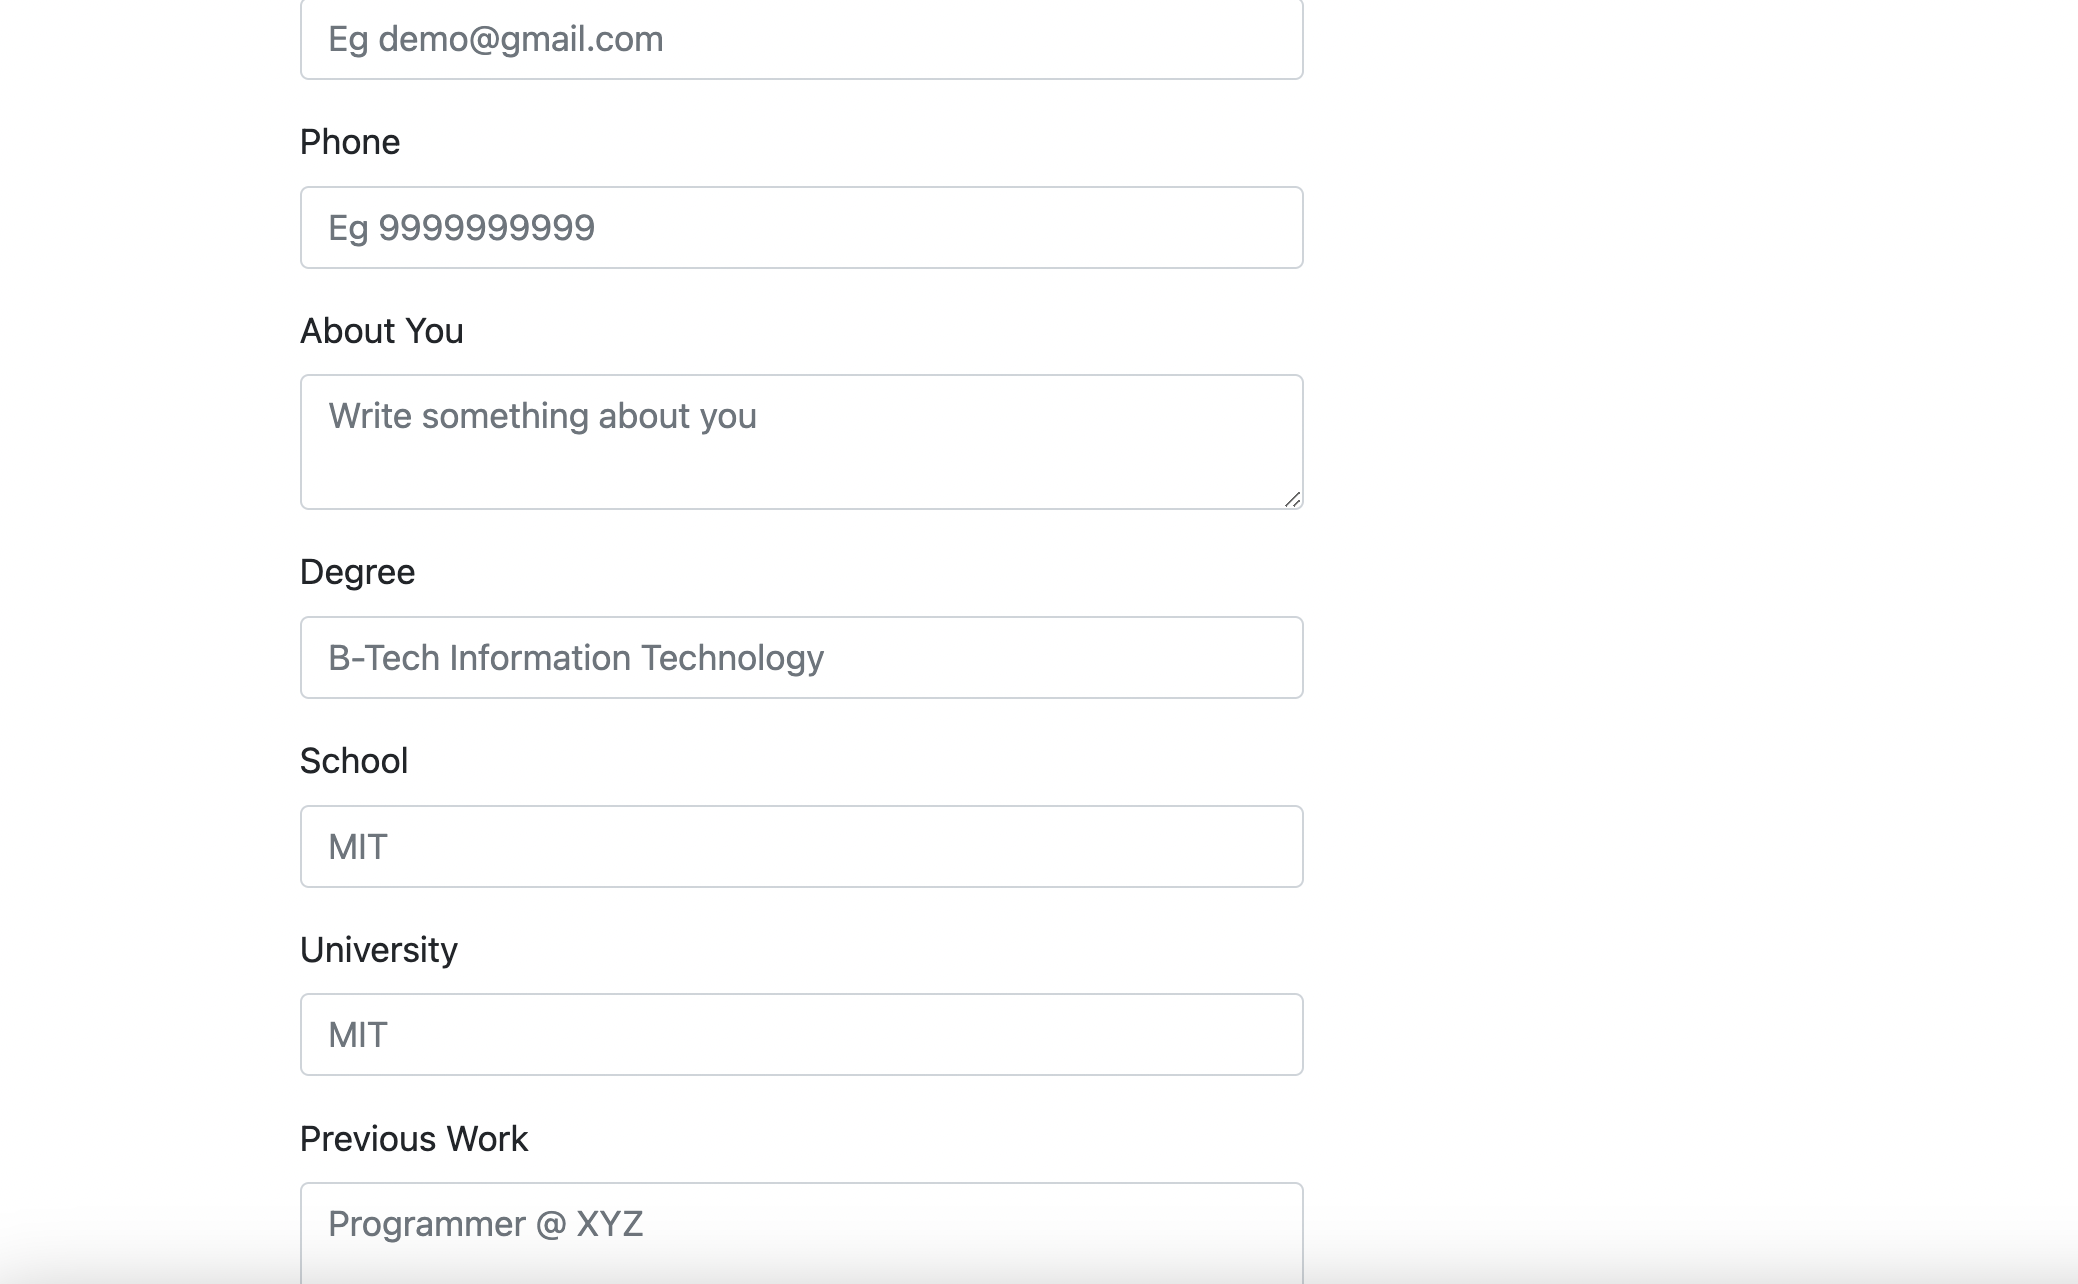 Eg demo@gmail.com
Phone
Eg 9999999999
About You
Write something about you
Degree
B-Tech Information Technology
School
MIT
University
MIT
Previous Work
Programmer @ XYZ